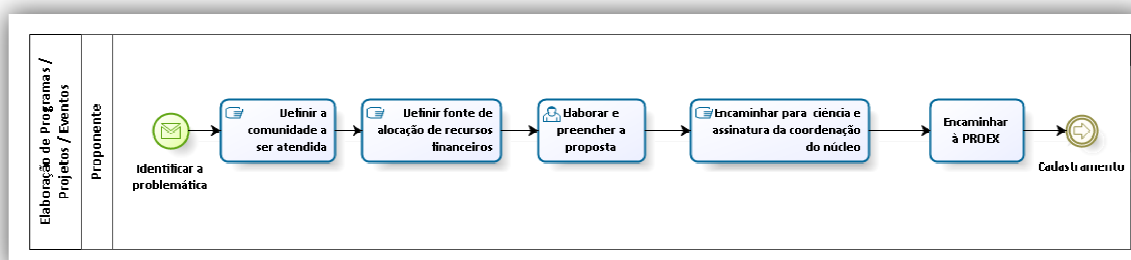 Elaboração de Programas /
Projetos / Eventos
Proponente
Identificar a
problemática
Definir a
comunidade a
ser atendida
Definir fonte de
alocação de recursos
financeiros
Elaborar e
preencher a
proposta
Encaminhar para ciência e
assinatura da coordenação
do núcleo
Encaminhar
à PROEX
Cadastramento